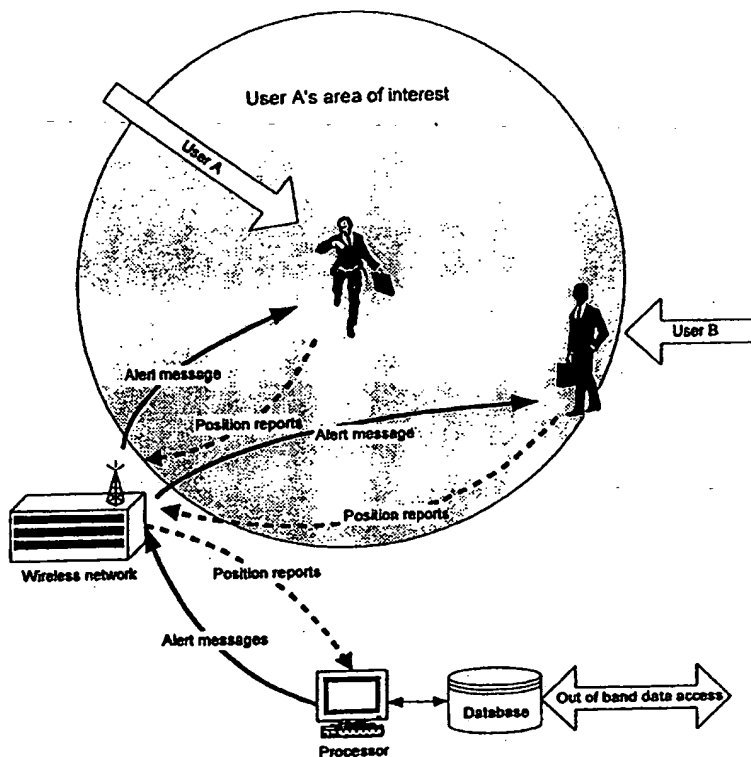 User A's area of interest
User A
User B
Alert message
Position reports
Alert message
Position reports
Wireless network
Position reports
Alert messages
Out of band data access
Database
Processor